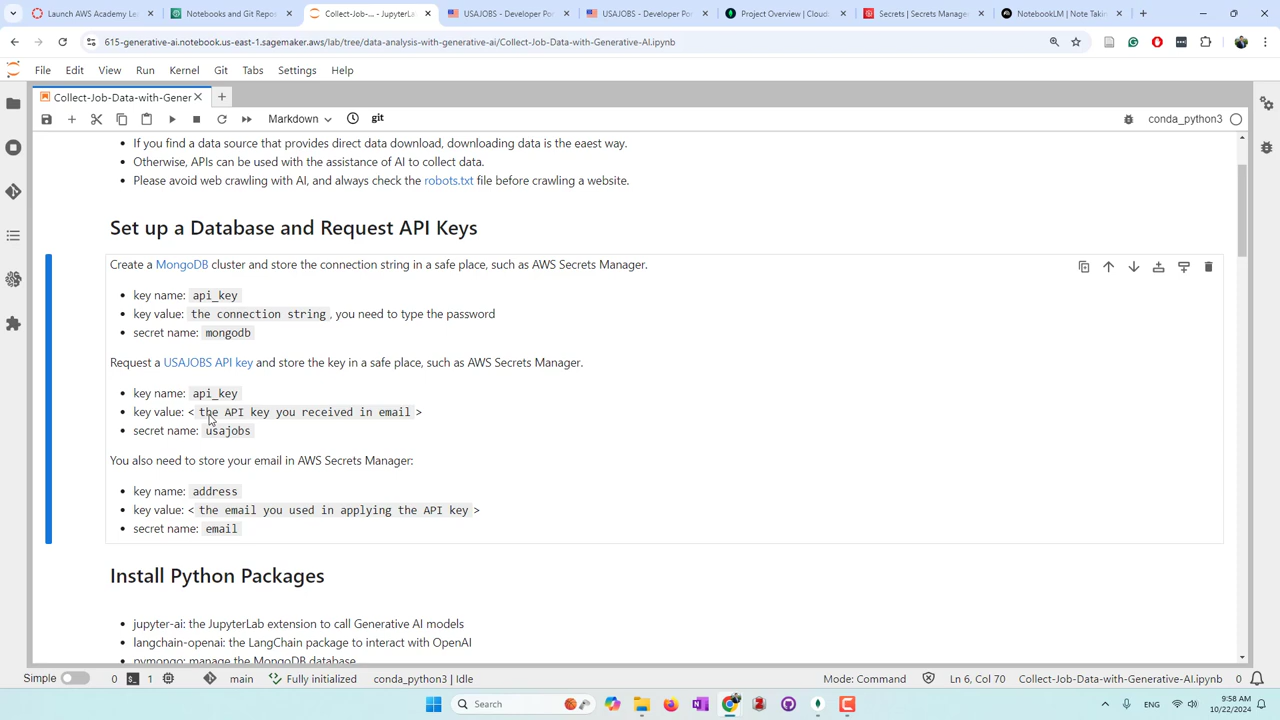 Launch AWS Academy L
Notebooks and Git Repos
Collect-Job-... - JupyterLa
USAJOBS - Developer Po
USAJOBS - Developer Po
Project Overview | Cloud:
Secrets | Secrets Manage
NotebookLM | Note Takin
615-generative-ai.notebook.us-east-1.sagemaker.aws/lab/tree/data-analysis-with-generative-ai/Collect-Job-Data-with-Generative-AI.ipynb
File Edit View Run Kernel Git Tabs Settings Help
Collect-Job-Data-with-Gener
Markdown git conda_python3
If you find a data source that provides direct data download, downloading data is the eaest way.
Otherwise, APIs can be used with the assistance of AI to collect data.
Please avoid web crawling with AI, and always check the robots.txt file before crawling a website.
Set up a Database and Request API Keys
Create a MongoDB cluster and store the connection string in a safe place, such as AWS Secrets Manager.
key name: api_key
key value: the connection string, you need to type the password
secret name: mongodb
Request a USAJOBS API key and store the key in a safe place, such as AWS Secrets Manager.
key name: api_key
key value: < the API key you received in email >
secret name: usajobs
You also need to store your email in AWS Secrets Manager:
key name: address
key value: < the email you used in applying the API key >
secret name: email
Install Python Packages
jupyter-ai: the JupyterLab extension to call Generative AI models
langchain-openai: the LangChain package to interact with OpenAI
pymongo: manage the MongoDB database
Simple 0 1 main Fully initialized conda_python3 | Idle Mode: Command Ln 6, Col 70 Collect-Job-Data-with-Generative-AI.ipynb 0
Search
ENG
9:58 AM
10/22/2024